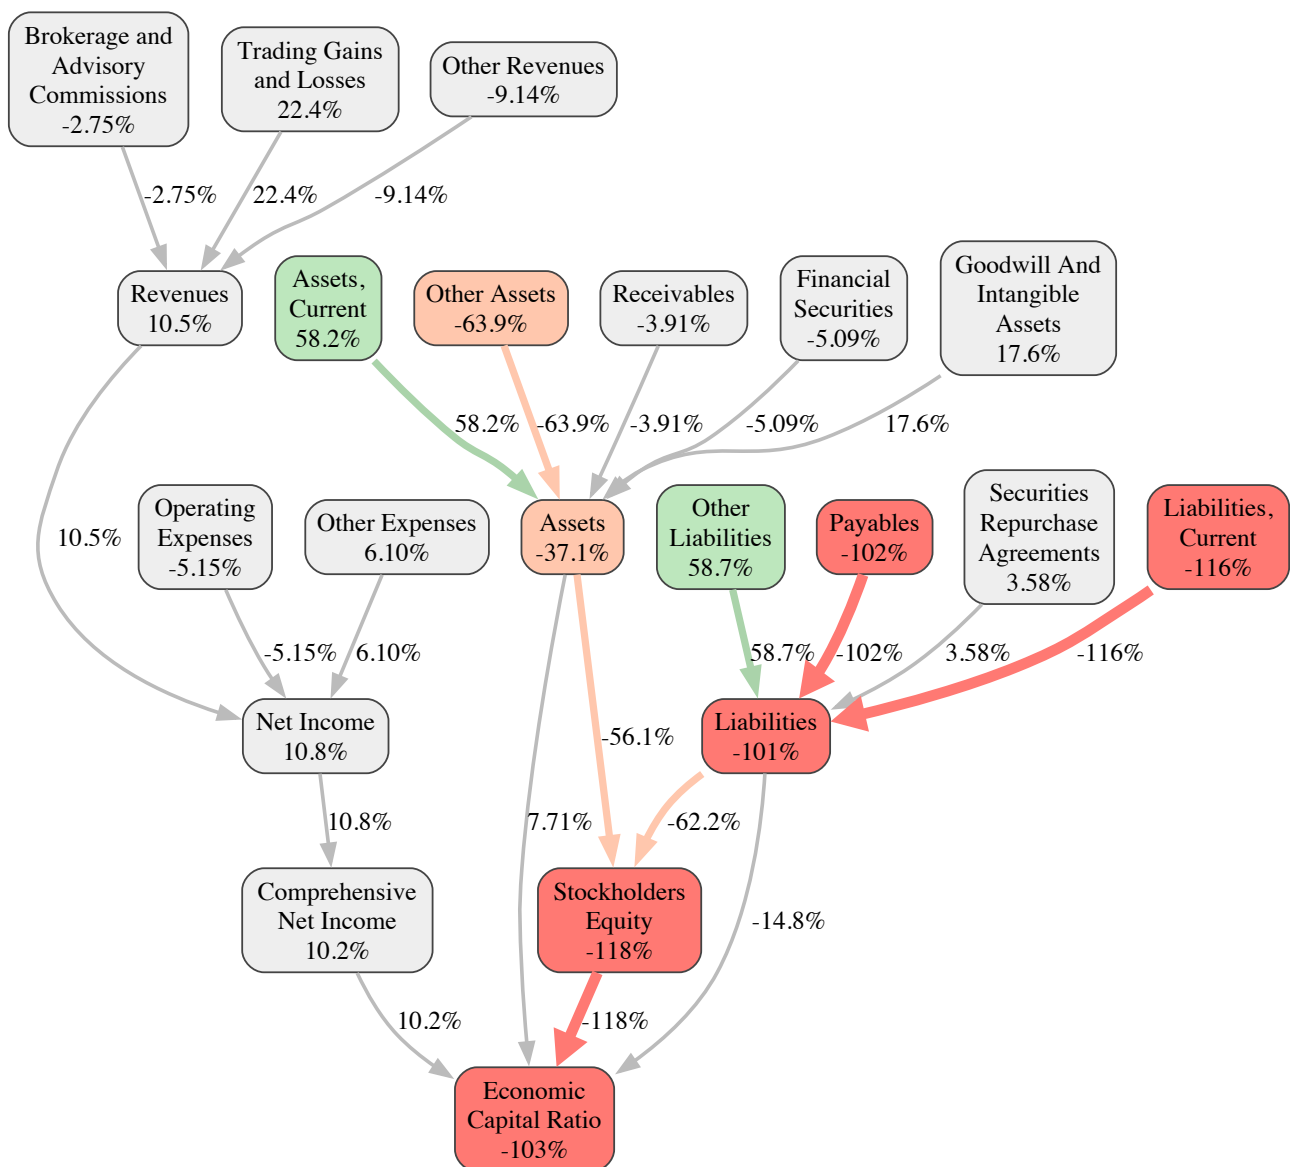 Brokerage and
Advisory
Commissions
-2.75%
Trading Gains
and Losses
22.4%
Other Revenues
-9.14%
-2.75%
22.4%
-9.14%
Revenues
10.5%
Assets,
Current
58.2%
Other Assets
-63.9%
Receivables
-3.91%
Financial
Securities
-5.09%
Goodwill And
Intangible
Assets
17.6%
58.2%
-63.9%
-3.91%
-5.09%
17.6%
10.5%
Operating
Expenses
-5.15%
Other Expenses
6.10%
Assets
-37.1%
Other
Liabilities
58.7%
Payables
-102%
Securities
Repurchase
Agreements
3.58%
Liabilities,
Current
-116%
-5.15%
6.10%
58.7%
-102%
3.58%
-116%
Net Income
10.8%
-56.1%
Liabilities
-101%
10.8%
7.71%
-62.2%
Comprehensive
Net Income
10.2%
Stockholders
Equity
-118%
-14.8%
10.2%
-118%
Economic
Capital Ratio
-103%